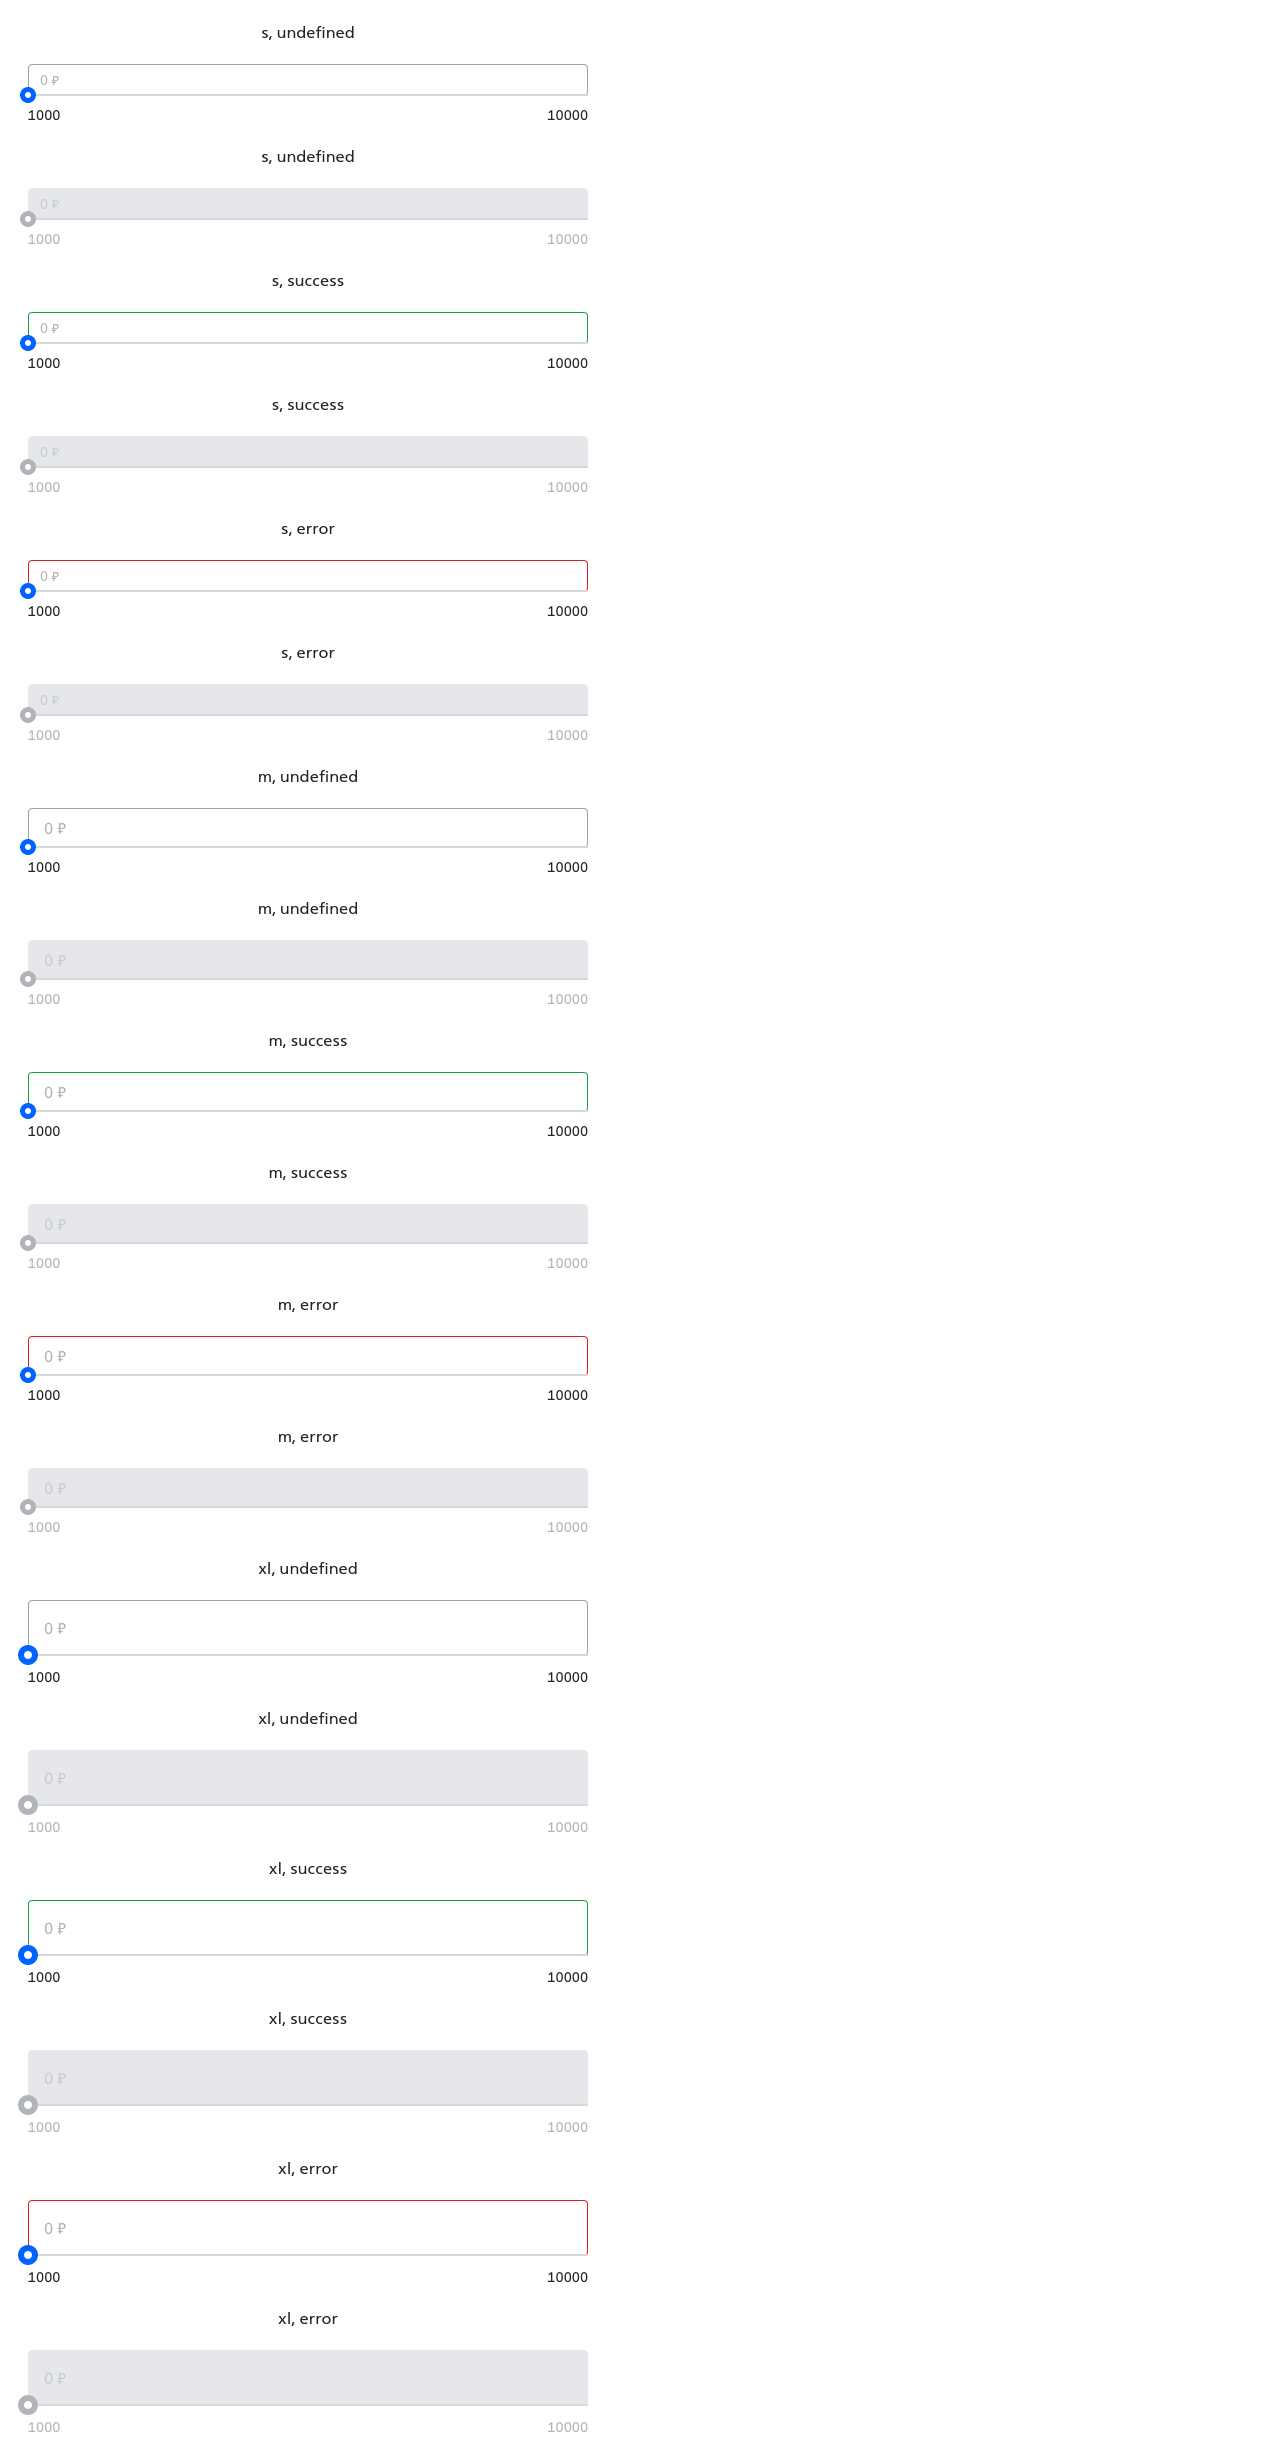 s, undefined
0 ₽
1000 10000
s, undefined
0 ₽
1000 10000
s, success
0 ₽
1000 10000
s, success
0 ₽
1000 10000
s, error
0 ₽
1000 10000
s, error
0 ₽
1000 10000
m, undefined
0 ₽
1000 10000
m, undefined
0 ₽
1000 10000
m, success
0 ₽
1000 10000
m, success
0 ₽
1000 10000
m, error
0 ₽
1000 10000
m, error
0 ₽
1000 10000
xl, undefined
0 ₽
1000 10000
xl, undefined
0 ₽
1000 10000
xl, success
0 ₽
1000 10000
xl, success
0 ₽
1000 10000
xl, error
0 ₽
1000 10000
xl, error
0 ₽
1000 10000